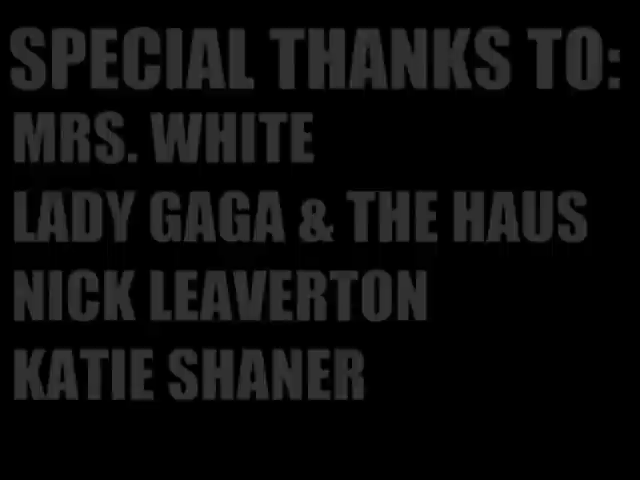 SPECIAL THANKS TO:
MRS. WHITE
LADY GAGA & THE HAUS
NICK LEAVERTON
KATIE SHANER